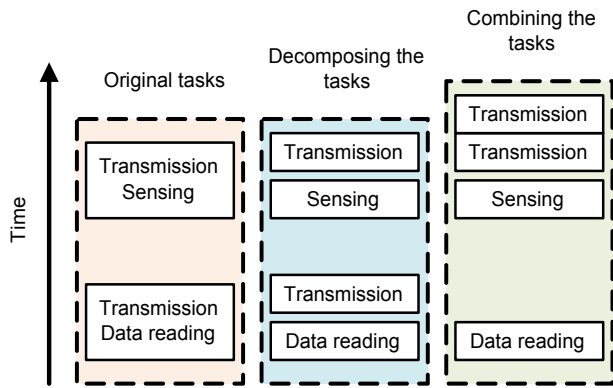 Combining the
tasks
Decomposing the
tasks
Original tasks
Time
Transmission
Sensing
Transmission
Data reading
Transmission
Sensing
Transmission
Data reading
Transmission
Transmission
Sensing
Data reading